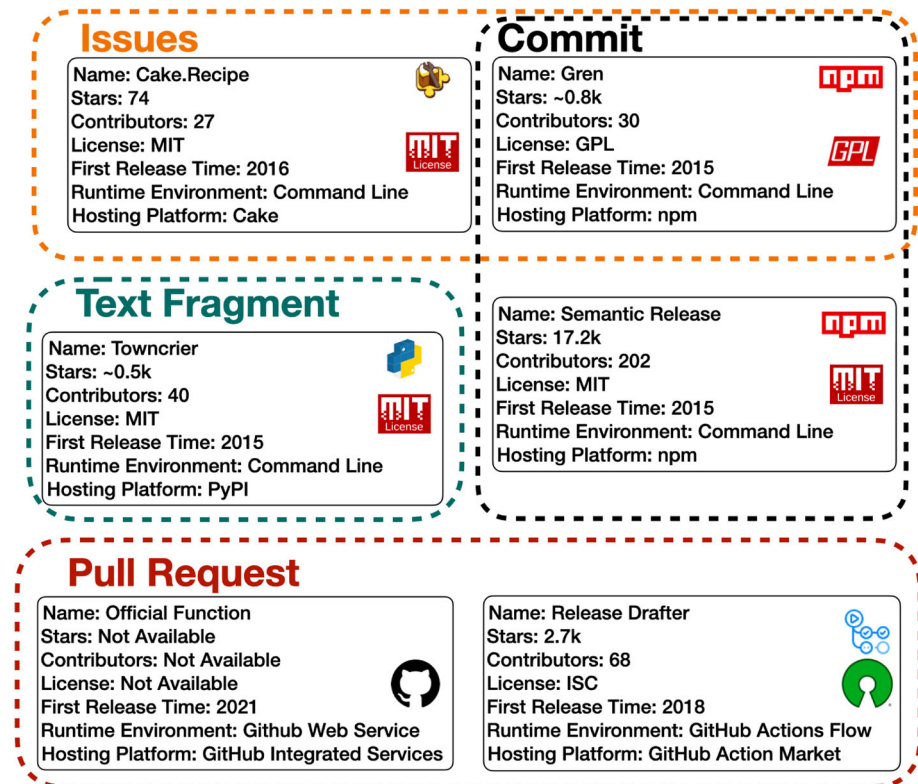 Issues
Name: Cake.Recipe
Stars: 74
Contributors: 27
License: MIT
First Release Time: 2016
Runtime Environment: Command Line
Hosting Platform: Cake
MIT
License
Commit
Name: Gren
Stars: ~0.8k
Contributors: 30
License: GPL
First Release Time: 2015
Runtime Environment: Command Line
Hosting Platform: npm
npm
GPL
Text Fragment
Name: Towncrier
Stars: ~0.5k
Contributors: 40
License: MIT
First Release Time: 2015
Runtime Environment: Command Line
Hosting Platform: PyPI
MIT
License
Name: Semantic Release
Stars: 17.2k
Contributors: 202
License: MIT
First Release Time: 2015
Runtime Environment: Command Line
Hosting Platform: npm
npm
MIT
License
Pull Request
Name: Official Function
Stars: Not Available
Contributors: Not Available
License: Not Available
First Release Time: 2021
Runtime Environment: Github Web Service
Hosting Platform: GitHub Integrated Services
Name: Release Drafter
Stars: 2.7k
Contributors: 68
License: ISC
First Release Time: 2018
Runtime Environment: GitHub Actions Flow
Hosting Platform: GitHub Action Market